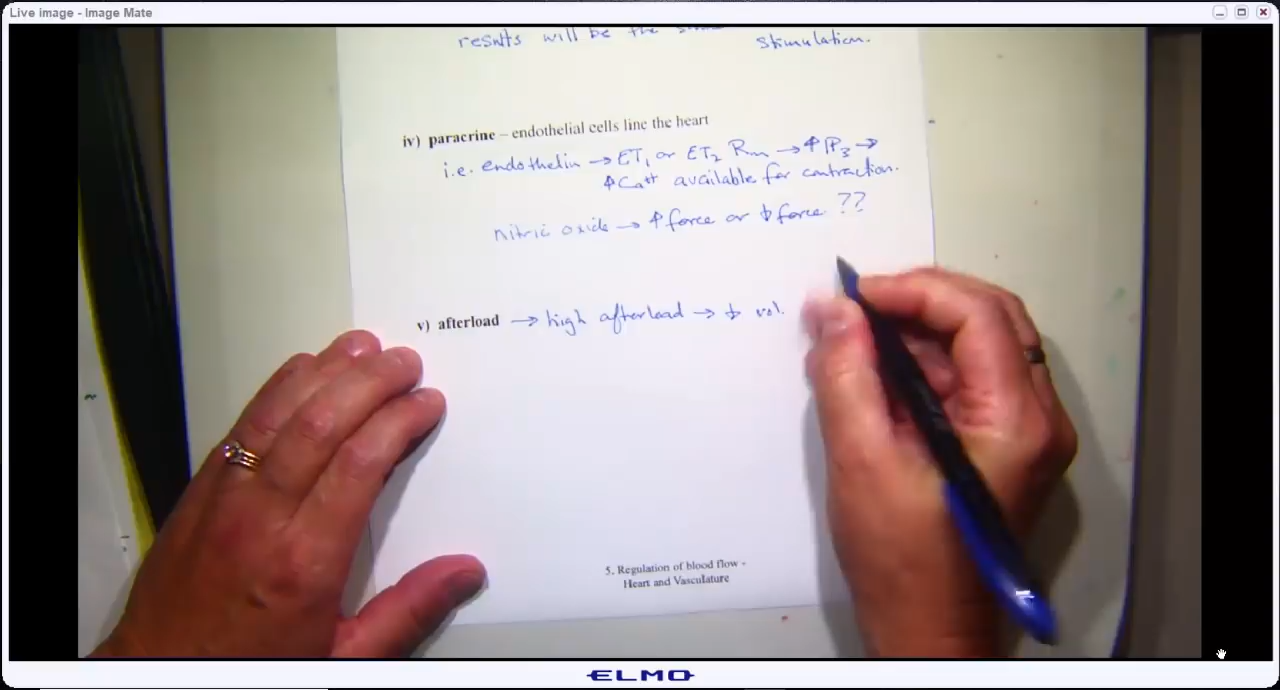 Live image - Image Mate
results will be the
stimulation.
iv) paracrine – endothelial cells line the heart
i.e. endothelin → ET₁ or ET₂ Rm → ↑ IP₃ →
↑ Ca⁺⁺ available for contraction.
nitric oxide → ↑ force or ↓ force ??
v) afterload → high afterload → ↓ vol.
5. Regulation of blood flow -
Heart and Vasculature
ELMO